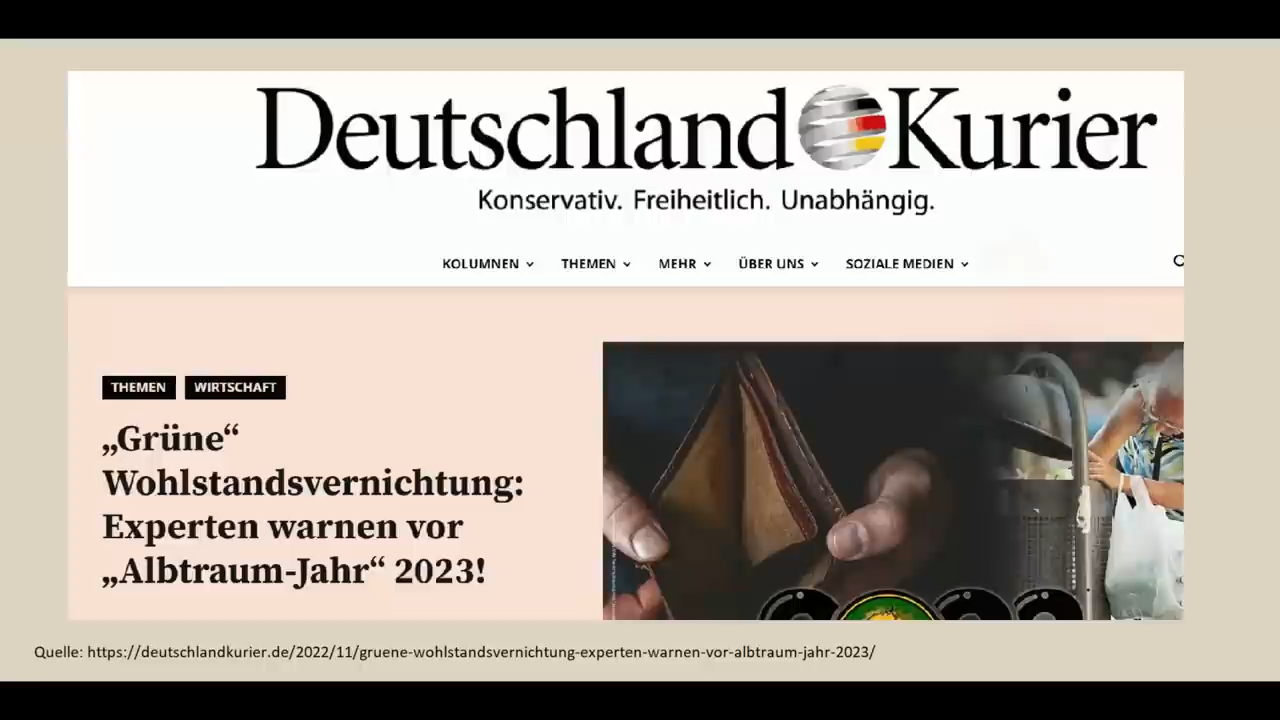 Deutschland Kurier
Konservativ. Freiheitlich. Unabhängig.
KOLUMNEN THEMEN MEHR ÜBER UNS SOZIALE MEDIEN
THEMEN WIRTSCHAFT
„Grüne“
Wohlstandsvernichtung:
Experten warnen vor
„Albtraum-Jahr“ 2023!
Quelle: https://deutschlandkurier.de/2022/11/gruene-wohlstandsvernichtung-experten-warnen-vor-albtraum-jahr-2023/